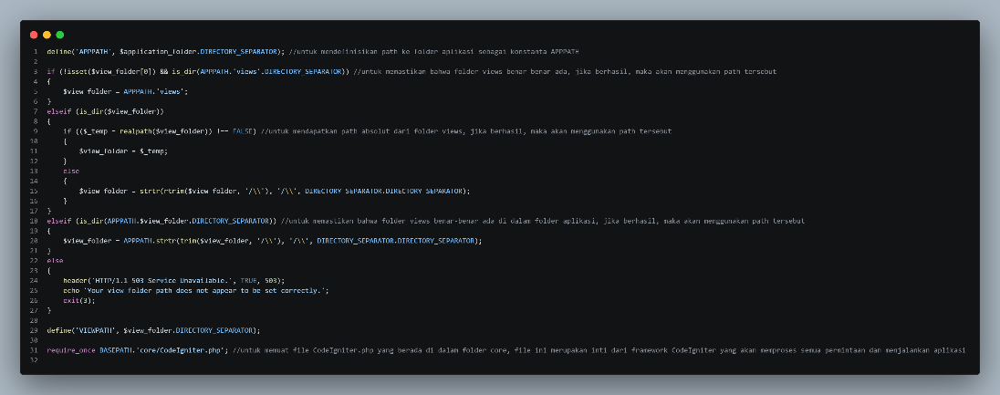 1 define('APPPATH', $application_folder.DIRECTORY_SEPARATOR); //untuk mendefinisikan path ke folder aplikasi sebagai konstanta APPPATH
2
3 if (!isset($view_folder[0]) && is_dir(APPPATH.'views'.DIRECTORY_SEPARATOR)) //untuk memastikan bahwa folder views benar benar ada, jika berhasil, maka akan menggunakan path tersebut
4 {
5     $view_folder = APPPATH.'views';
6 }
7 elseif (is_dir($view_folder))
8 {
9     if (($_temp = realpath($view_folder)) !== FALSE) //untuk mendapatkan path absolut dari folder views, jika berhasil, maka akan menggunakan path tersebut
10     {
11         $view_folder = $_temp;
12     }
13     else
14     {
15         $view_folder = strtr(rtrim($view_folder, '/\\'), '/\\', DIRECTORY_SEPARATOR.DIRECTORY_SEPARATOR);
16     }
17 }
18 elseif (is_dir(APPPATH.$view_folder.DIRECTORY_SEPARATOR)) //untuk memastikan bahwa folder views benar-benar ada di dalam folder aplikasi, jika berhasil, maka akan menggunakan path tersebut
19 {
20     $view_folder = APPPATH.strtr(trim($view_folder, '/\\'), '/\\', DIRECTORY_SEPARATOR.DIRECTORY_SEPARATOR);
21 }
22 else
23 {
24     header('HTTP/1.1 503 Service Unavailable.', TRUE, 503);
25     echo 'Your view folder path does not appear to be set correctly.';
26     exit(3);
27 }
28
29 define('VIEWPATH', $view_folder.DIRECTORY_SEPARATOR);
30
31 require_once BASEPATH.'core/CodeIgniter.php'; //untuk memuat file CodeIgniter.php yang berada di dalam folder core, file ini merupakan inti dari framework CodeIgniter yang akan memproses semua permintaan dan menjalankan aplikasi
32